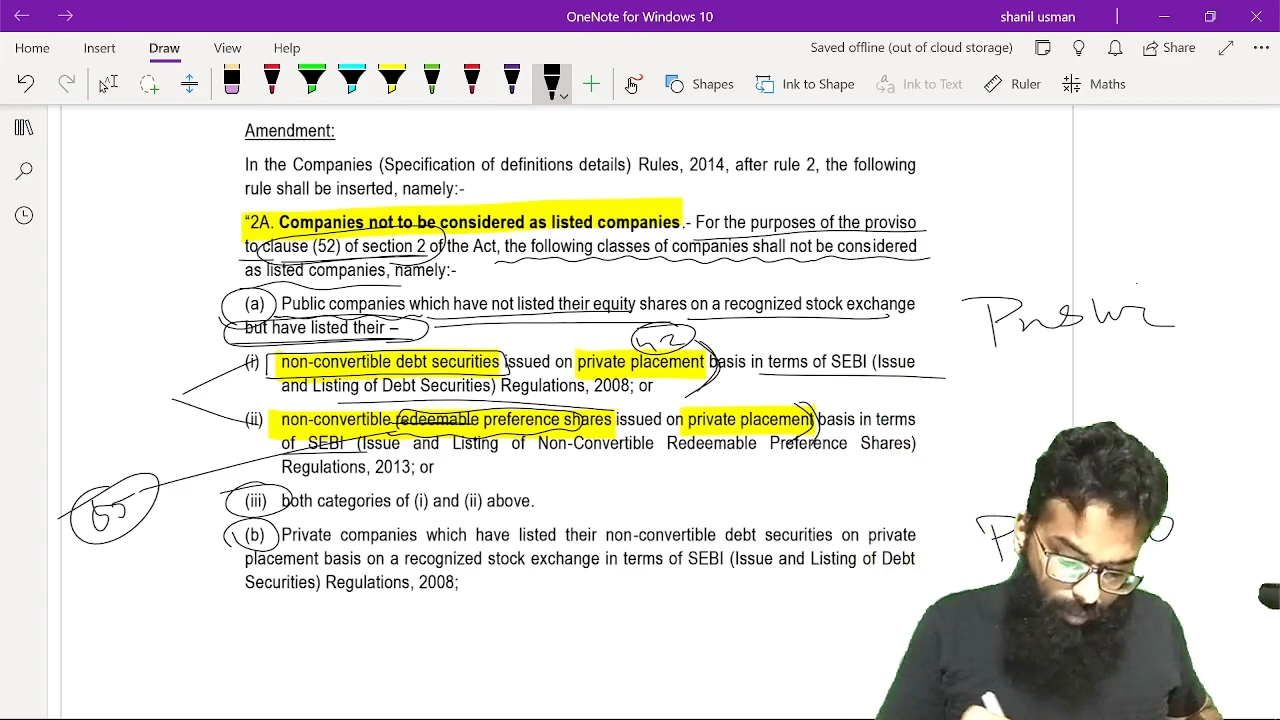 OneNote for Windows 10
shanil usman
Home Insert Draw View Help
Saved offline (out of cloud storage)
Share
Shapes
Ink to Shape
Ink to Text
Ruler
Maths
Amendment:
In the Companies (Specification of definitions details) Rules, 2014, after rule 2, the following
rule shall be inserted, namely:-
“2A. Companies not to be considered as listed companies.- For the purposes of the proviso
to clause (52) of section 2 of the Act, the following classes of companies shall not be considered
as listed companies, namely:-
(a) Public companies which have not listed their equity shares on a recognized stock exchange
but have listed their –
42
(i) non-convertible debt securities issued on private placement basis in terms of SEBI (Issue
and Listing of Debt Securities) Regulations, 2008; or
(ii) non-convertible redeemable preference shares issued on private placement basis in terms
of SEBI (Issue and Listing of Non-Convertible Redeemable Preference Shares)
Regulations, 2013; or
55
(iii) both categories of (i) and (ii) above.
(b) Private companies which have listed their non-convertible debt securities on private
placement basis on a recognized stock exchange in terms of SEBI (Issue and Listing of Debt
Securities) Regulations, 2008;